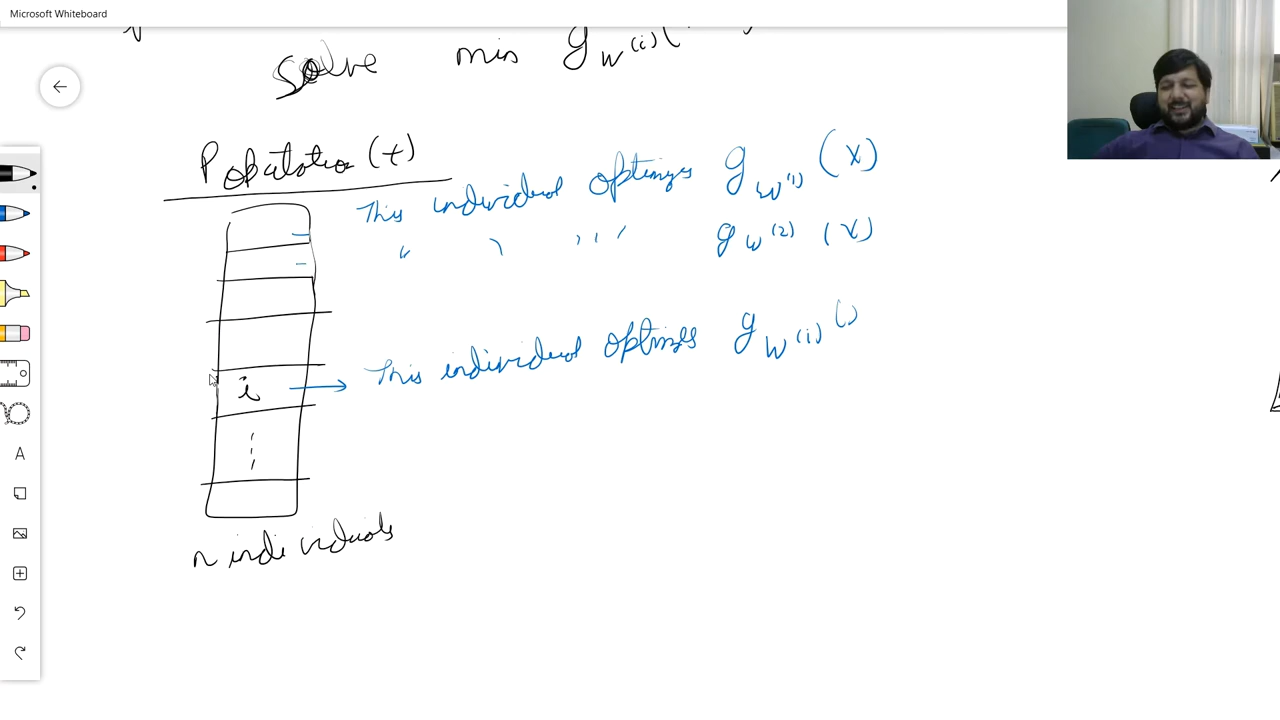 Microsoft Whiteboard
solve min g_w^(i)(
Population (t)
This individual optimizes g_w^(1) (x)
" " " g_w^(2) (x)
This individual optimizes g_w^(i) ()
i
n individuals
A